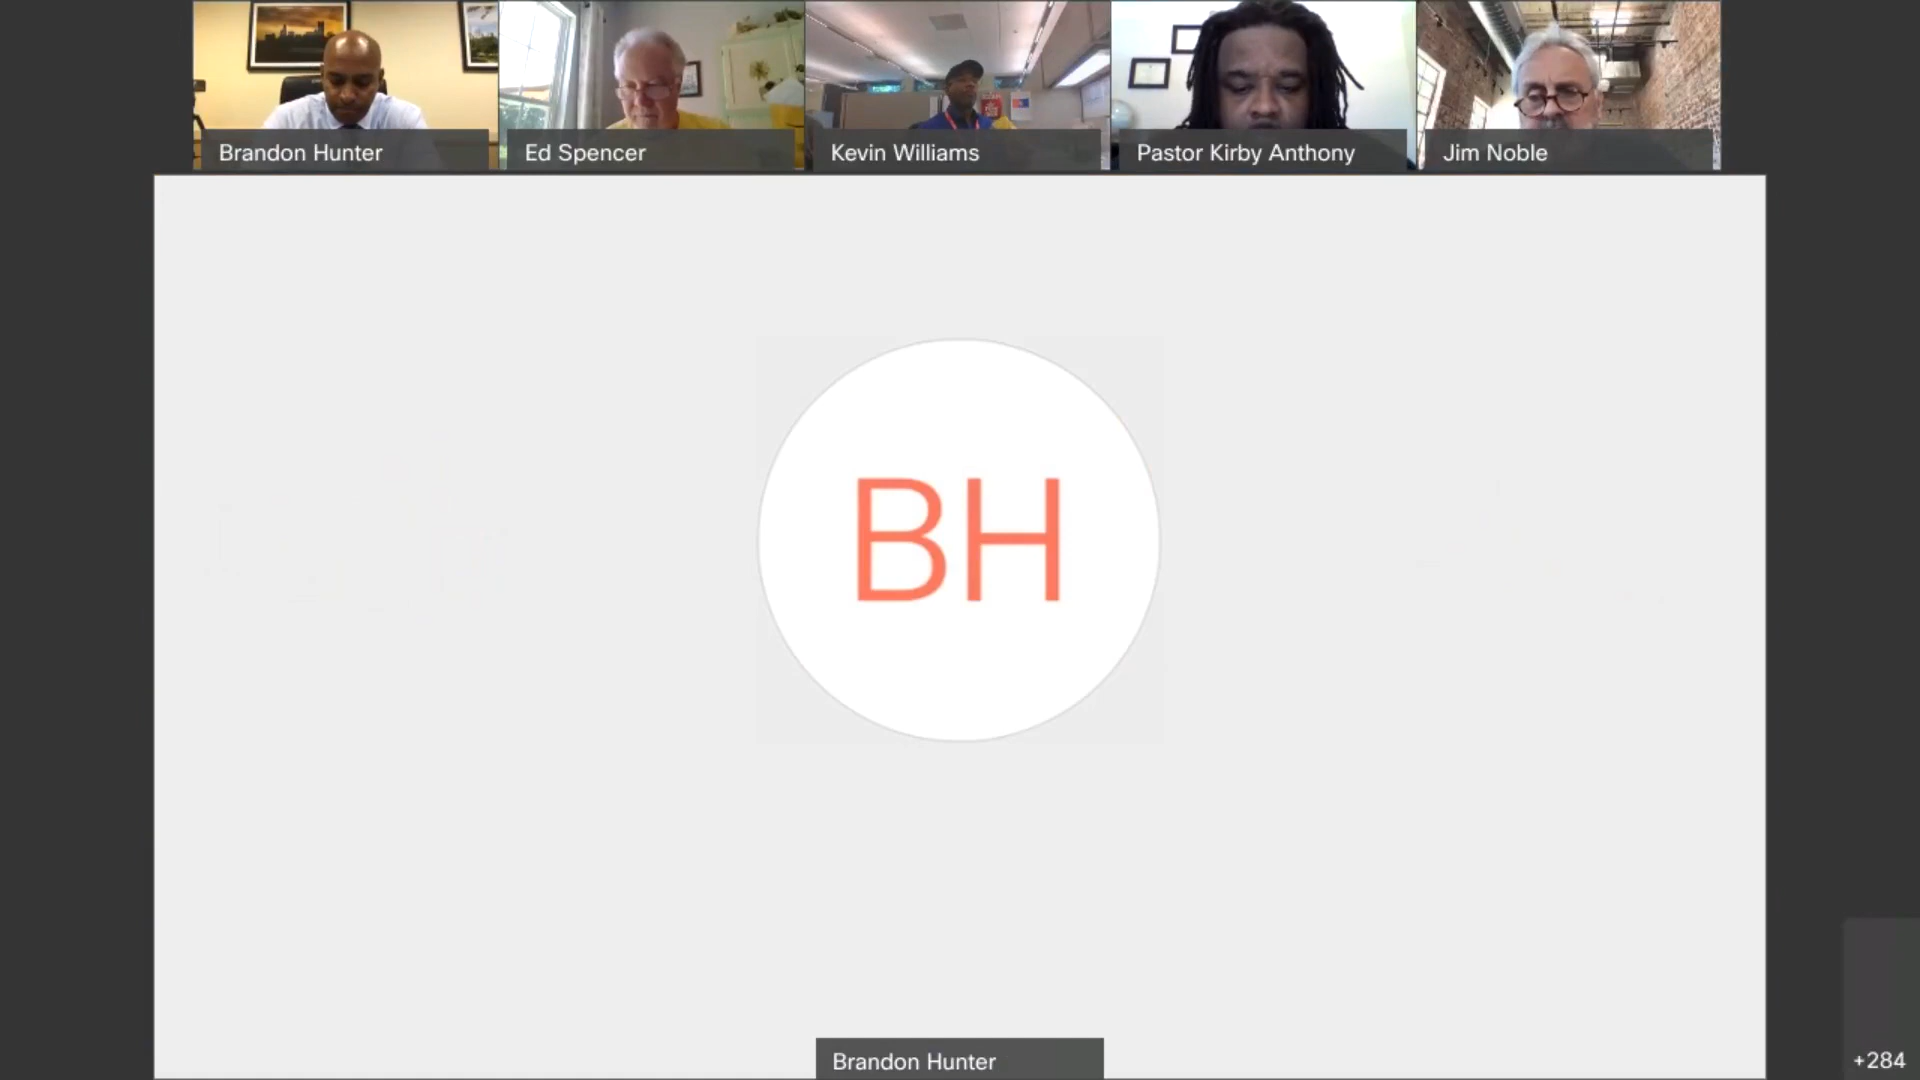 Brandon Hunter
Ed Spencer
Kevin Williams
Pastor Kirby Anthony
Jim Noble
BH
Brandon Hunter
+284